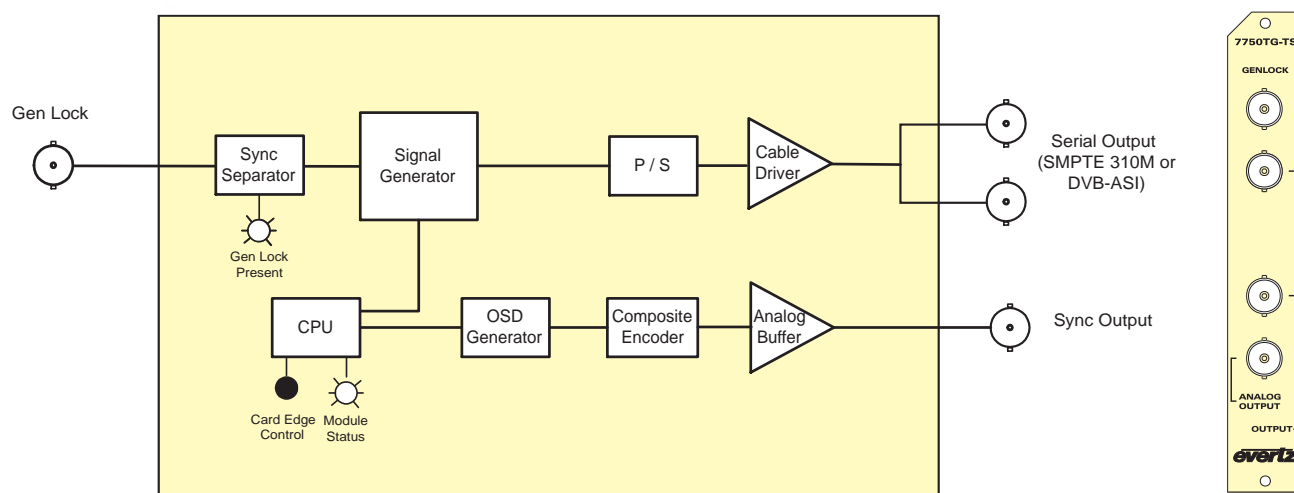 Gen Lock
Sync
Separator
Gen Lock
Present
Signal
Generator
P / S
Cable
Driver
Serial Output
(SMPTE 310M or
DVB-ASI)
CPU
Card Edge
Control
Module
Status
OSD
Generator
Composite
Encoder
Analog
Buffer
Sync Output
7750TG-TS
GENLOCK
ANALOG
OUTPUT
OUTPUT
evertz